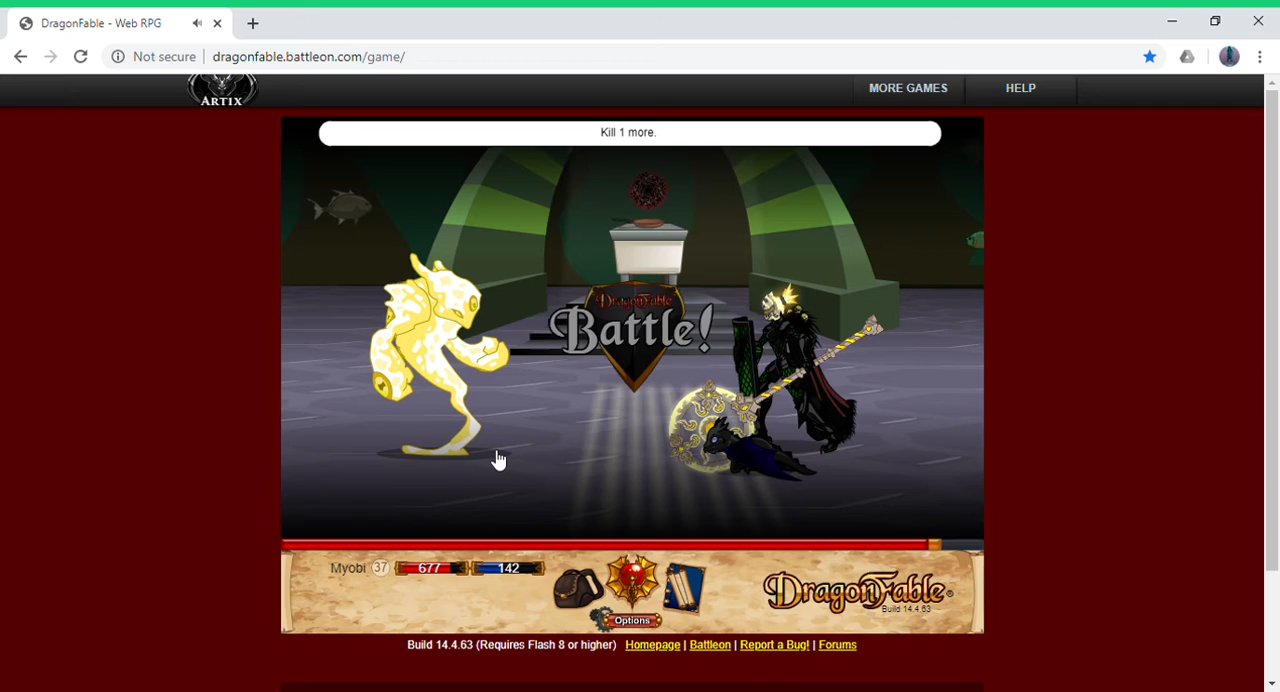 DragonFable - Web RPG
Not secure
dragonfable.battleon.com/game/
ARTIX
MORE GAMES
HELP
Kill 1 more.
DragonFable
Battle!
Myobi 37 677 142
DragonFable®
Build 14.4.63
Options
Build 14.4.63 (Requires Flash 8 or higher) Homepage | Battleon | Report a Bug! | Forums